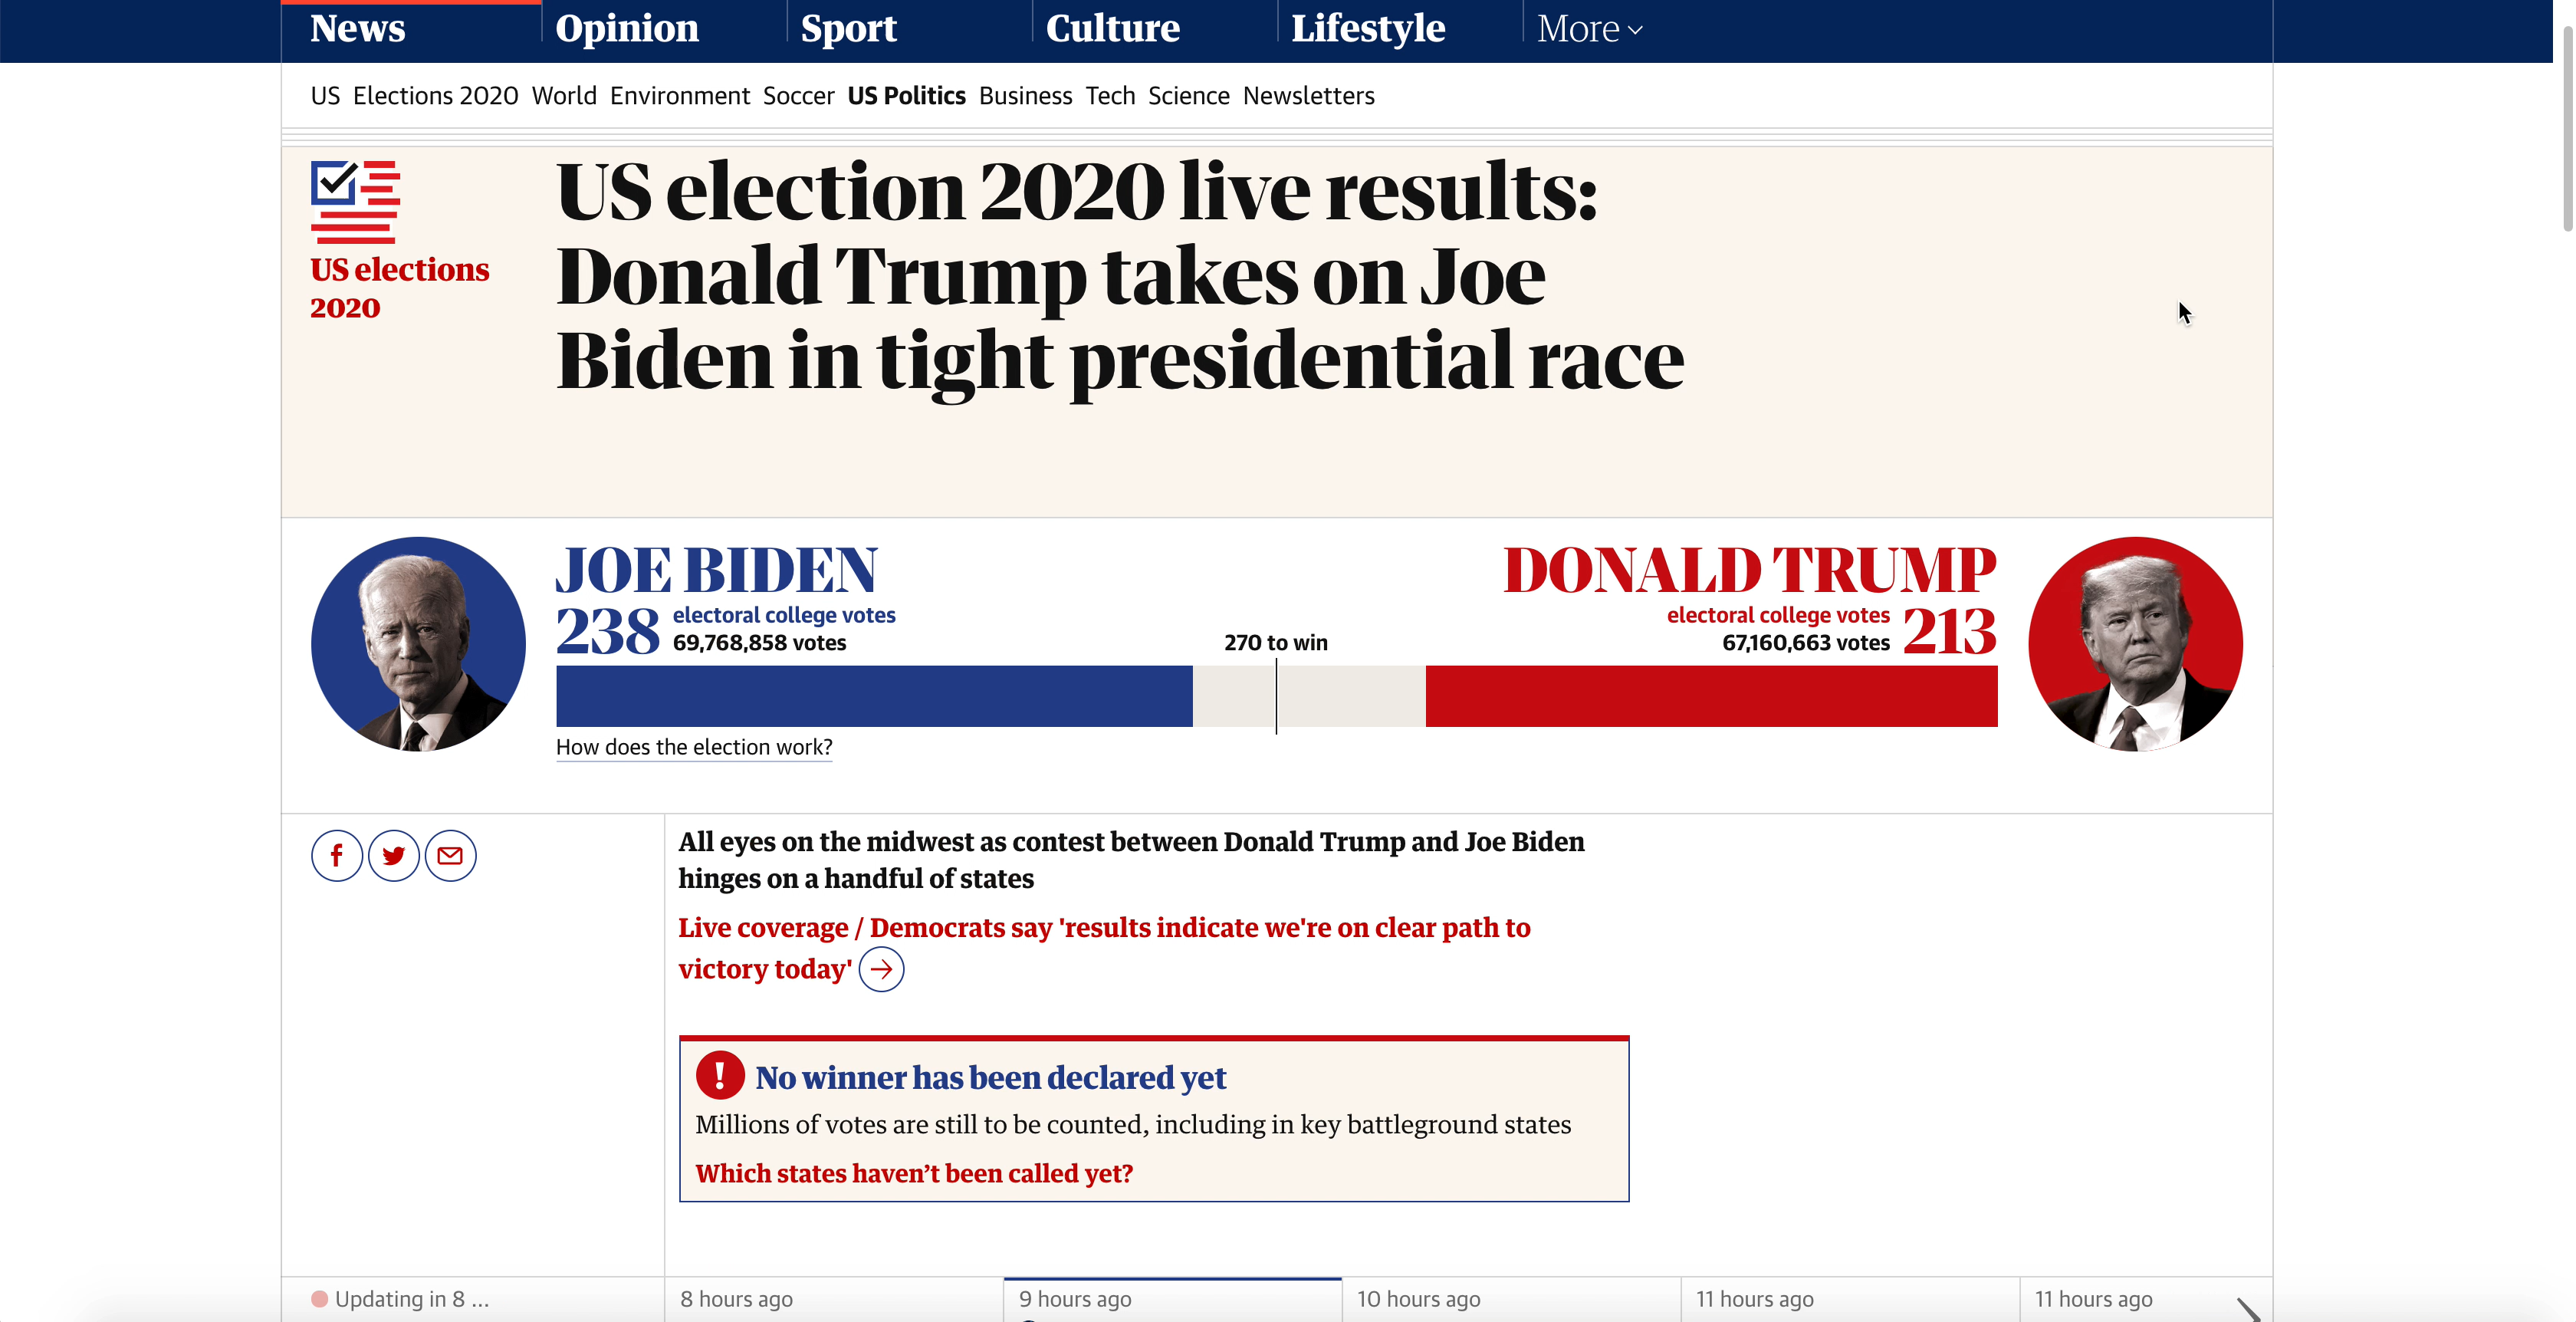 News Opinion Sport Culture Lifestyle More
US Elections 2020 World Environment Soccer US Politics Business Tech Science Newsletters
US elections
2020
US election 2020 live results:
Donald Trump takes on Joe
Biden in tight presidential race
JOE BIDEN
238 electoral college votes
69,768,858 votes
270 to win
DONALD TRUMP
electoral college votes 213
67,160,663 votes
How does the election work?
All eyes on the midwest as contest between Donald Trump and Joe Biden
hinges on a handful of states
Live coverage / Democrats say 'results indicate we're on clear path to
victory today'
No winner has been declared yet
Millions of votes are still to be counted, including in key battleground states
Which states haven’t been called yet?
Updating in 8 ... 8 hours ago 9 hours ago 10 hours ago 11 hours ago 11 hours ago